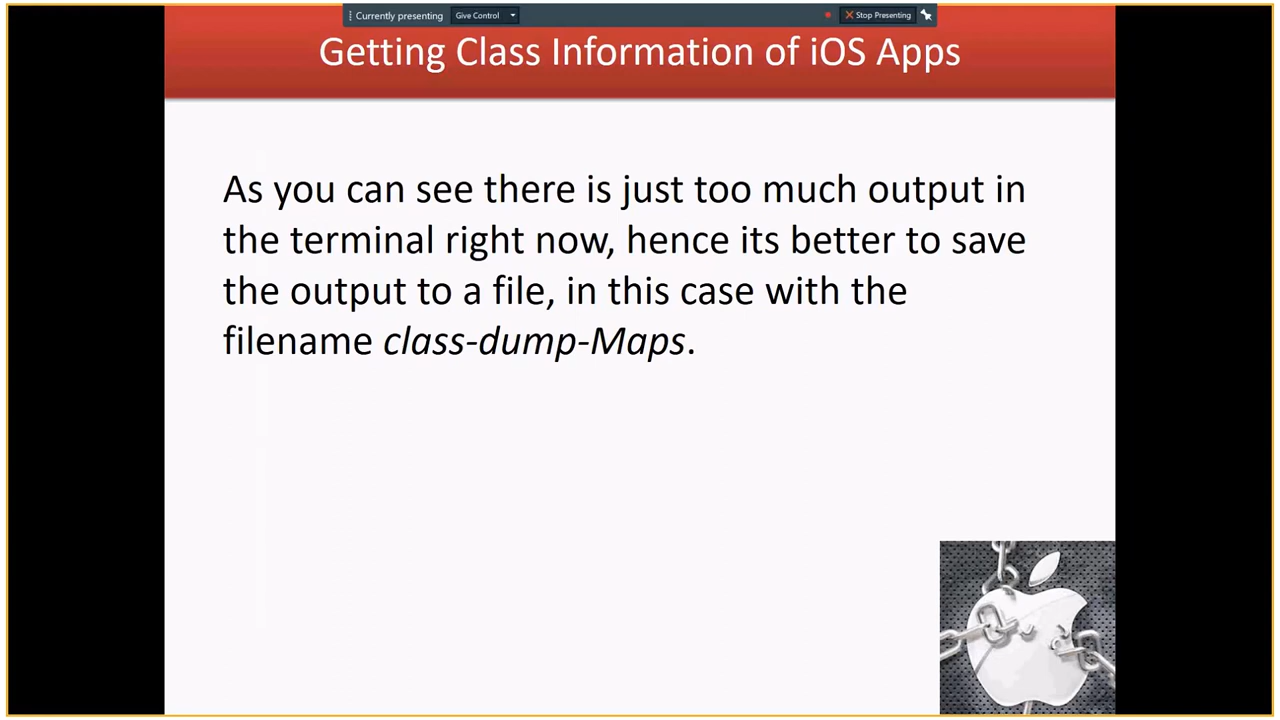 Currently presenting Give Control Stop Presenting
Getting Class Information of iOS Apps
As you can see there is just too much output in
the terminal right now, hence its better to save
the output to a file, in this case with the
filename class-dump-Maps.